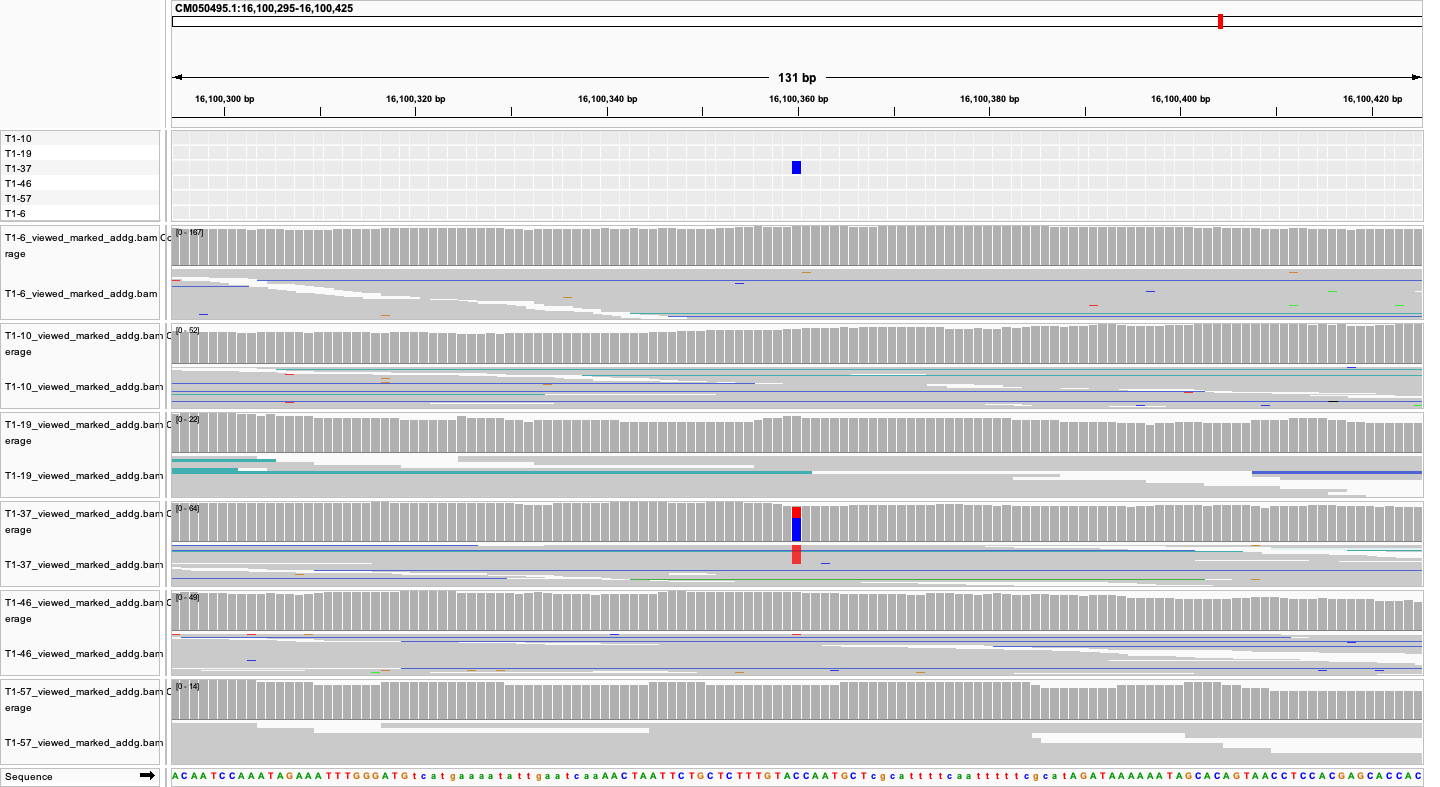 CM050495.1:16,100,295-16,100,425
131 bp
16,100,300 bp 16,100,320 bp 16,100,340 bp 16,100,360 bp 16,100,380 bp 16,100,400 bp 16,100,420 bp
T1-10
T1-19
T1-37
T1-46
T1-57
T1-6
T1-6_viewed_marked_addg.bam Co
rage
[0 - 167]
T1-6_viewed_marked_addg.bam
T1-10_viewed_marked_addg.bam C
erage
[0 - 52]
T1-10_viewed_marked_addg.bam
T1-19_viewed_marked_addg.bam C
erage
[0 - 22]
T1-19_viewed_marked_addg.bam
T1-37_viewed_marked_addg.bam C
erage
[0 - 64]
T1-37_viewed_marked_addg.bam
T1-46_viewed_marked_addg.bam C
erage
[0 - 49]
T1-46_viewed_marked_addg.bam
T1-57_viewed_marked_addg.bam C
erage
[0 - 14]
T1-57_viewed_marked_addg.bam
Sequence
A C A A T C C A A A T A G A A A T T T G G G A T G t c a t g a a a a t a t t g a a t c a a a A C T A A T T C T G C T C T T T G T A C C A A T G C T c g c a t t t t c a a t t t t t c g c a t A G A T A A A A A A T A G C A C A G T A A C C T C C A C G A G C A C C A C